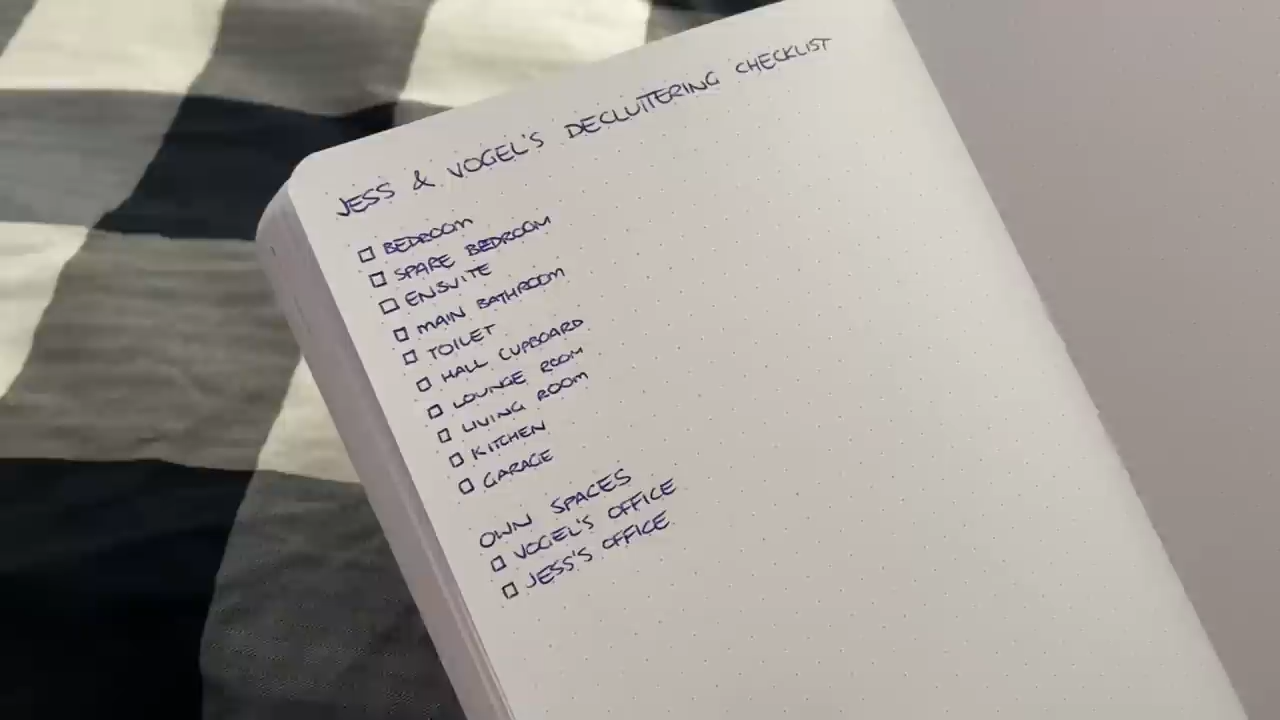 JESS & VOGEL'S DECLUTTERING CHECKLIST
BEDROOM
SPARE BEDROOM
ENSUITE
MAIN BATHROOM
TOILET
HALL CUPBOARD
LOUNGE ROOM
LIVING ROOM
KITCHEN
GARAGE
OWN SPACES
VOGEL'S OFFICE
JESS'S OFFICE